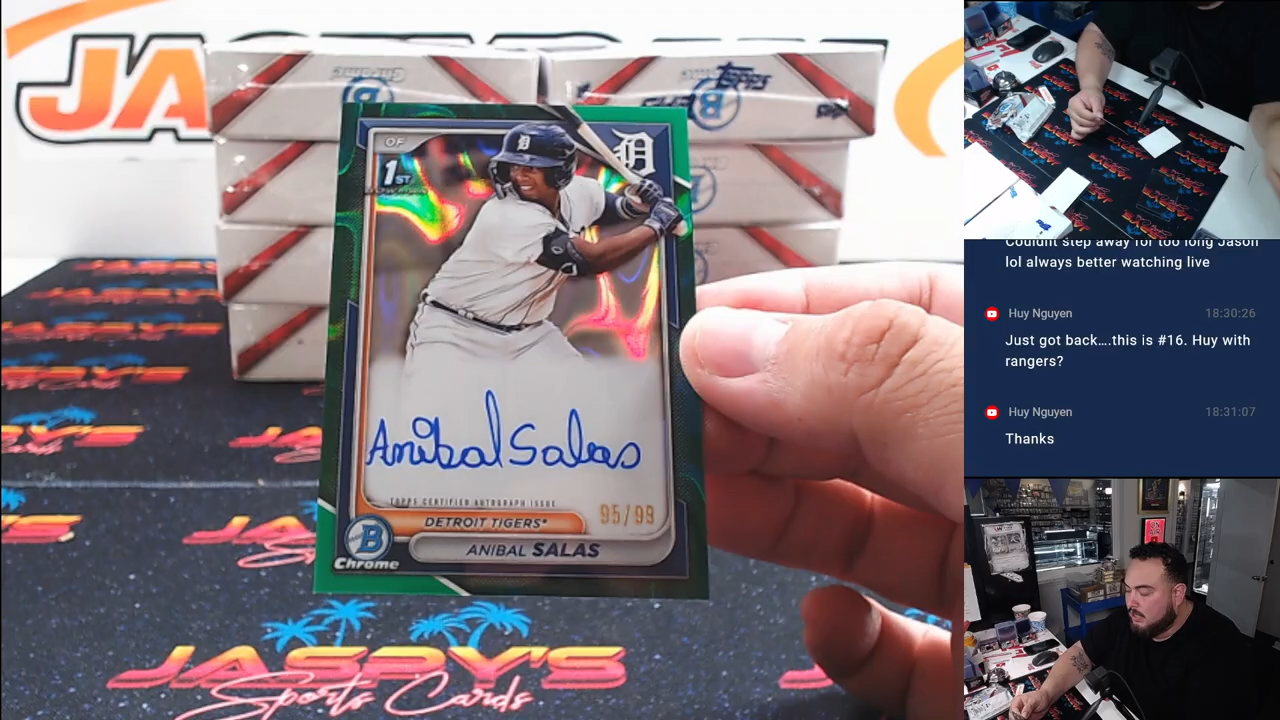 OF
1ST
BOWMAN
D
Anibal Salas
TOPPS CERTIFIED AUTOGRAPH ISSUE
95/99
DETROIT TIGERS*
ANIBAL SALAS
B
Chrome
Topps
JASPY'S
Sports Cards
Couldnt step away for too long Jason
lol always better watching live
Huy Nguyen 18:30:26
Just got back....this is #16. Huy with
rangers?
Huy Nguyen 18:31:07
Thanks